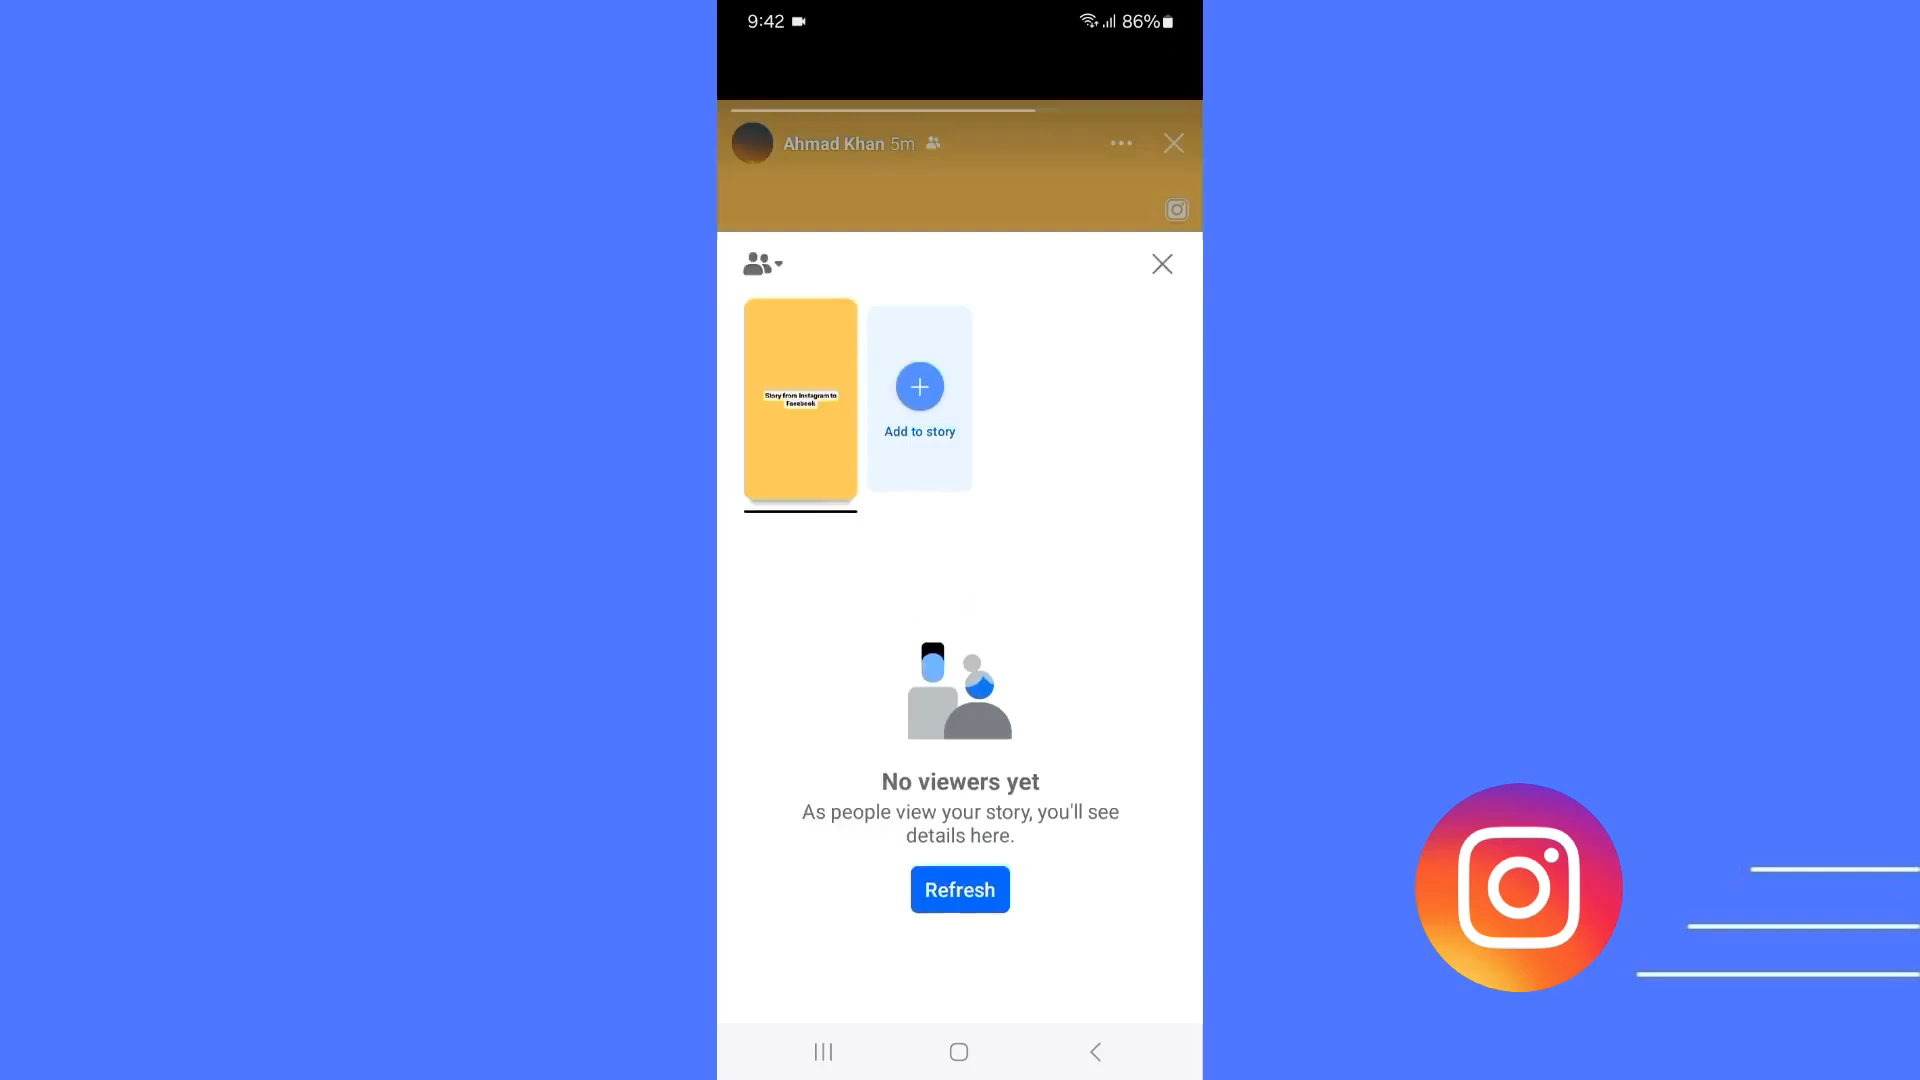 9:42
86%
Ahmad Khan 5m
Story from Instagram to
Facebook
Add to story
No viewers yet
As people view your story, you'll see
details here.
Refresh